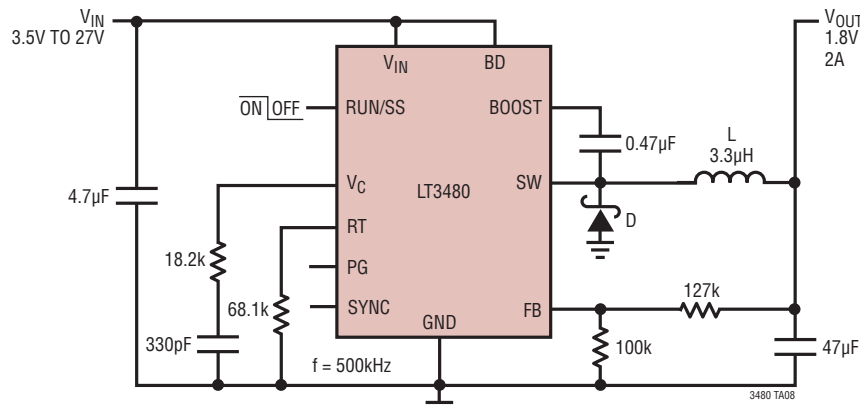 VIN
3.5V TO 27V
VOUT
1.8V
2A
VIN
BD
RUN/SS
ON OFF
BOOST
0.47µF
L
3.3µH
4.7µF
VC
LT3480
SW
D
RT
18.2k
PG
68.1k
127k
SYNC
FB
GND
330pF
f = 500kHz
100k
47µF
3480 TA08